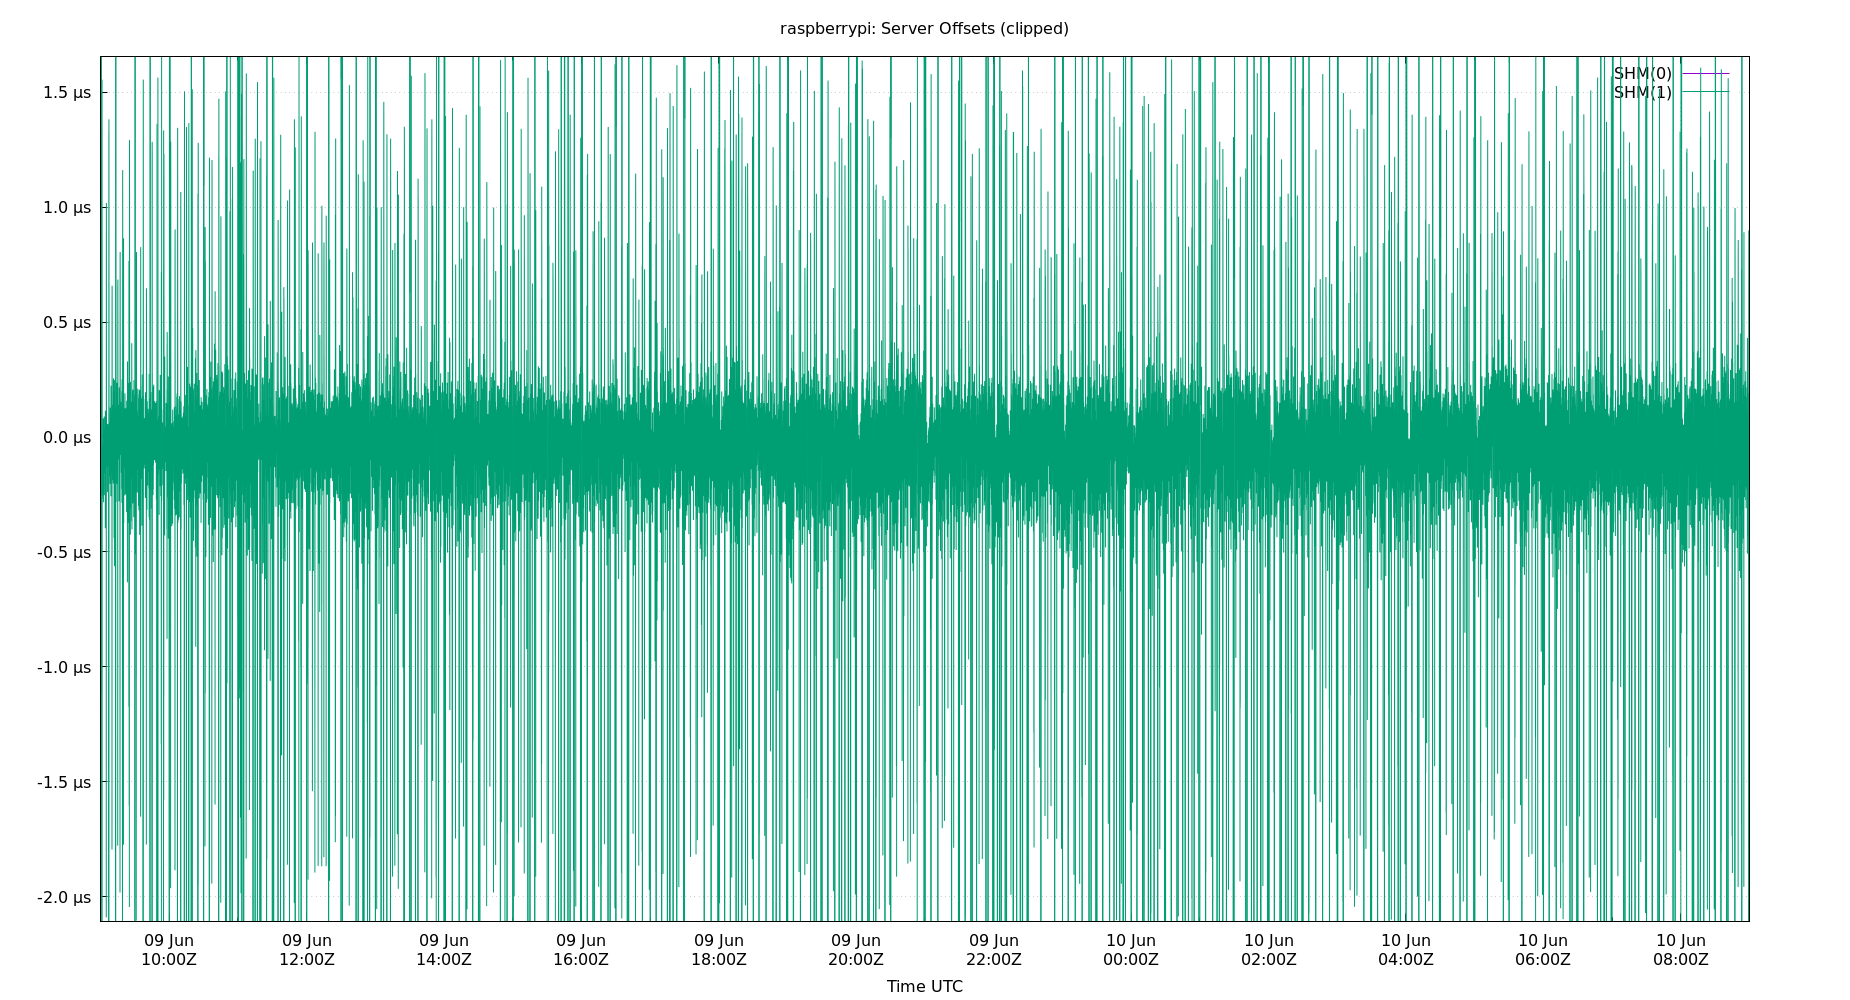 raspberrypi: Server Offsets (clipped)
SHM(0)
SHM(1)
1.5 µs
1.0 µs
0.5 µs
0.0 µs
-0.5 µs
-1.0 µs
-1.5 µs
-2.0 µs
09 Jun 09 Jun 09 Jun 09 Jun 09 Jun 09 Jun 09 Jun 10 Jun 10 Jun 10 Jun 10 Jun 10 Jun
10:00Z 12:00Z 14:00Z 16:00Z 18:00Z 20:00Z 22:00Z 00:00Z 02:00Z 04:00Z 06:00Z 08:00Z
Time UTC